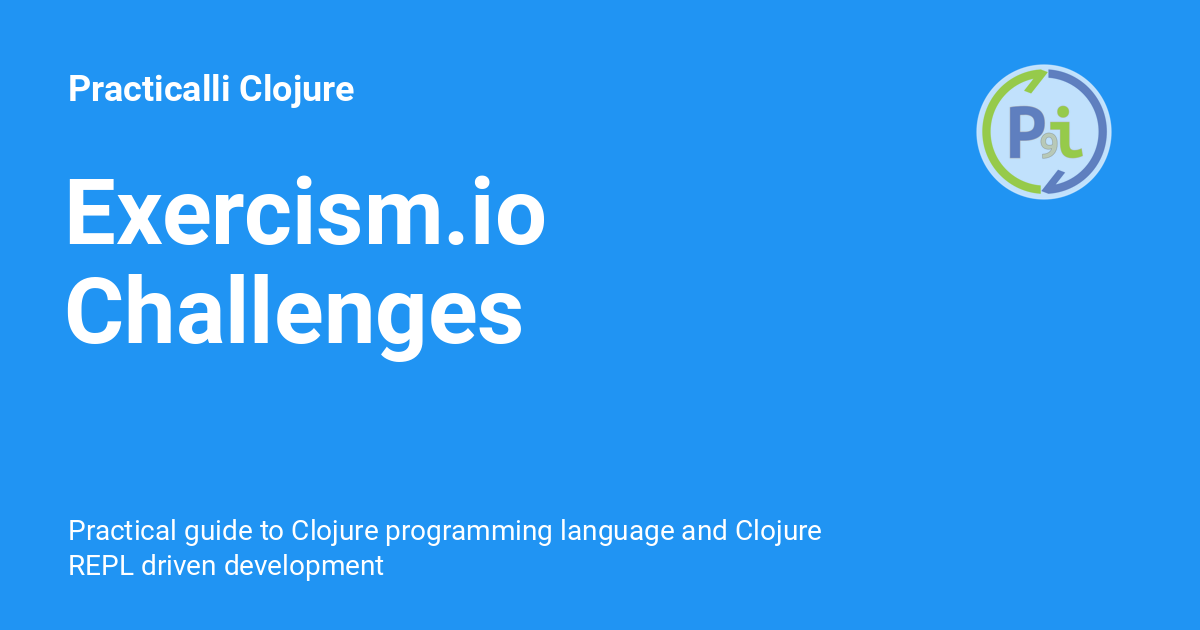 Practicalli Clojure
Exercism.io
Challenges
P9i
Practical guide to Clojure programming language and Clojure
REPL driven development